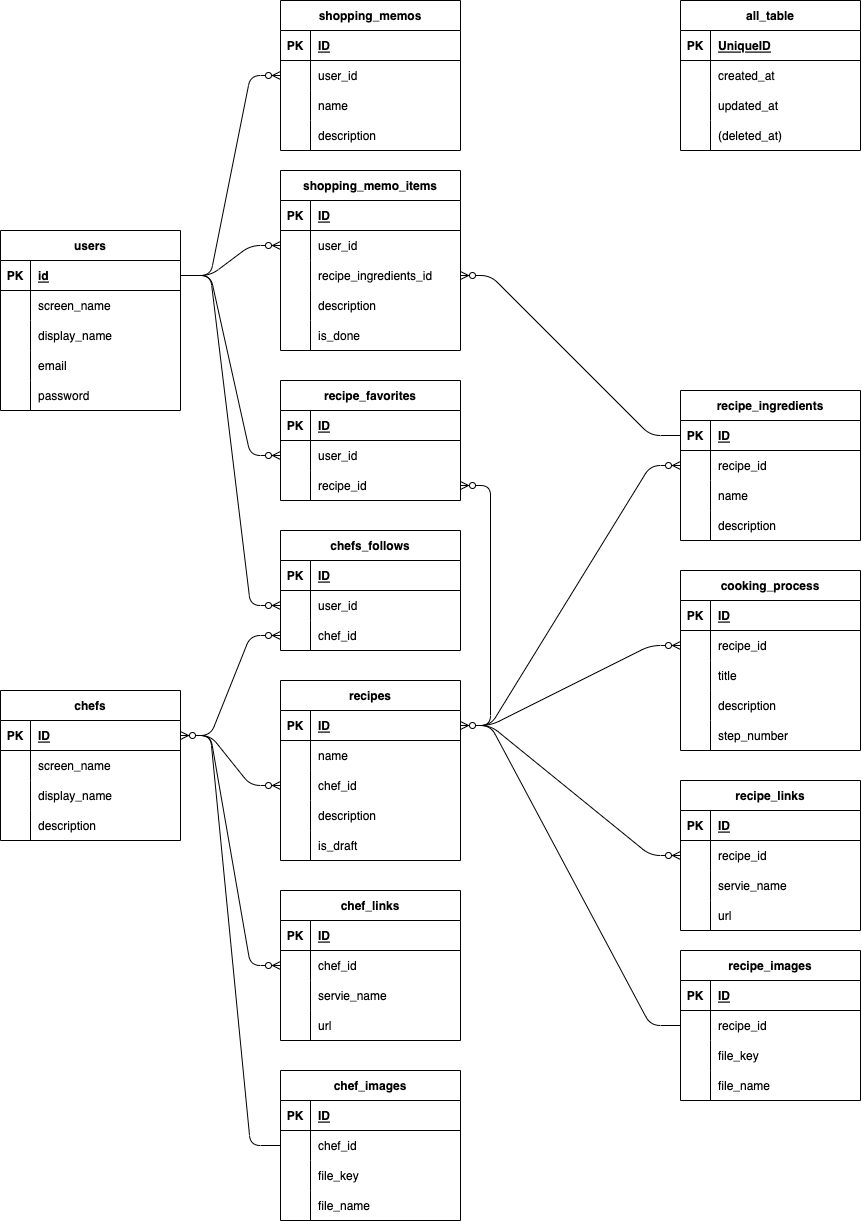 shopping_memos
PK ID
user_id
name
description
all_table
PK UniqueID
created_at
updated_at
(deleted_at)
shopping_memo_items
PK ID
user_id
recipe_ingredients_id
description
is_done
users
PK id
screen_name
display_name
email
password
recipe_favorites
PK ID
user_id
recipe_id
recipe_ingredients
PK ID
recipe_id
name
description
chefs_follows
PK ID
user_id
chef_id
cooking_process
PK ID
recipe_id
title
description
step_number
chefs
PK ID
screen_name
display_name
description
recipes
PK ID
name
chef_id
description
is_draft
recipe_links
PK ID
recipe_id
servie_name
url
chef_links
PK ID
chef_id
servie_name
url
recipe_images
PK ID
recipe_id
file_key
file_name
chef_images
PK ID
chef_id
file_key
file_name